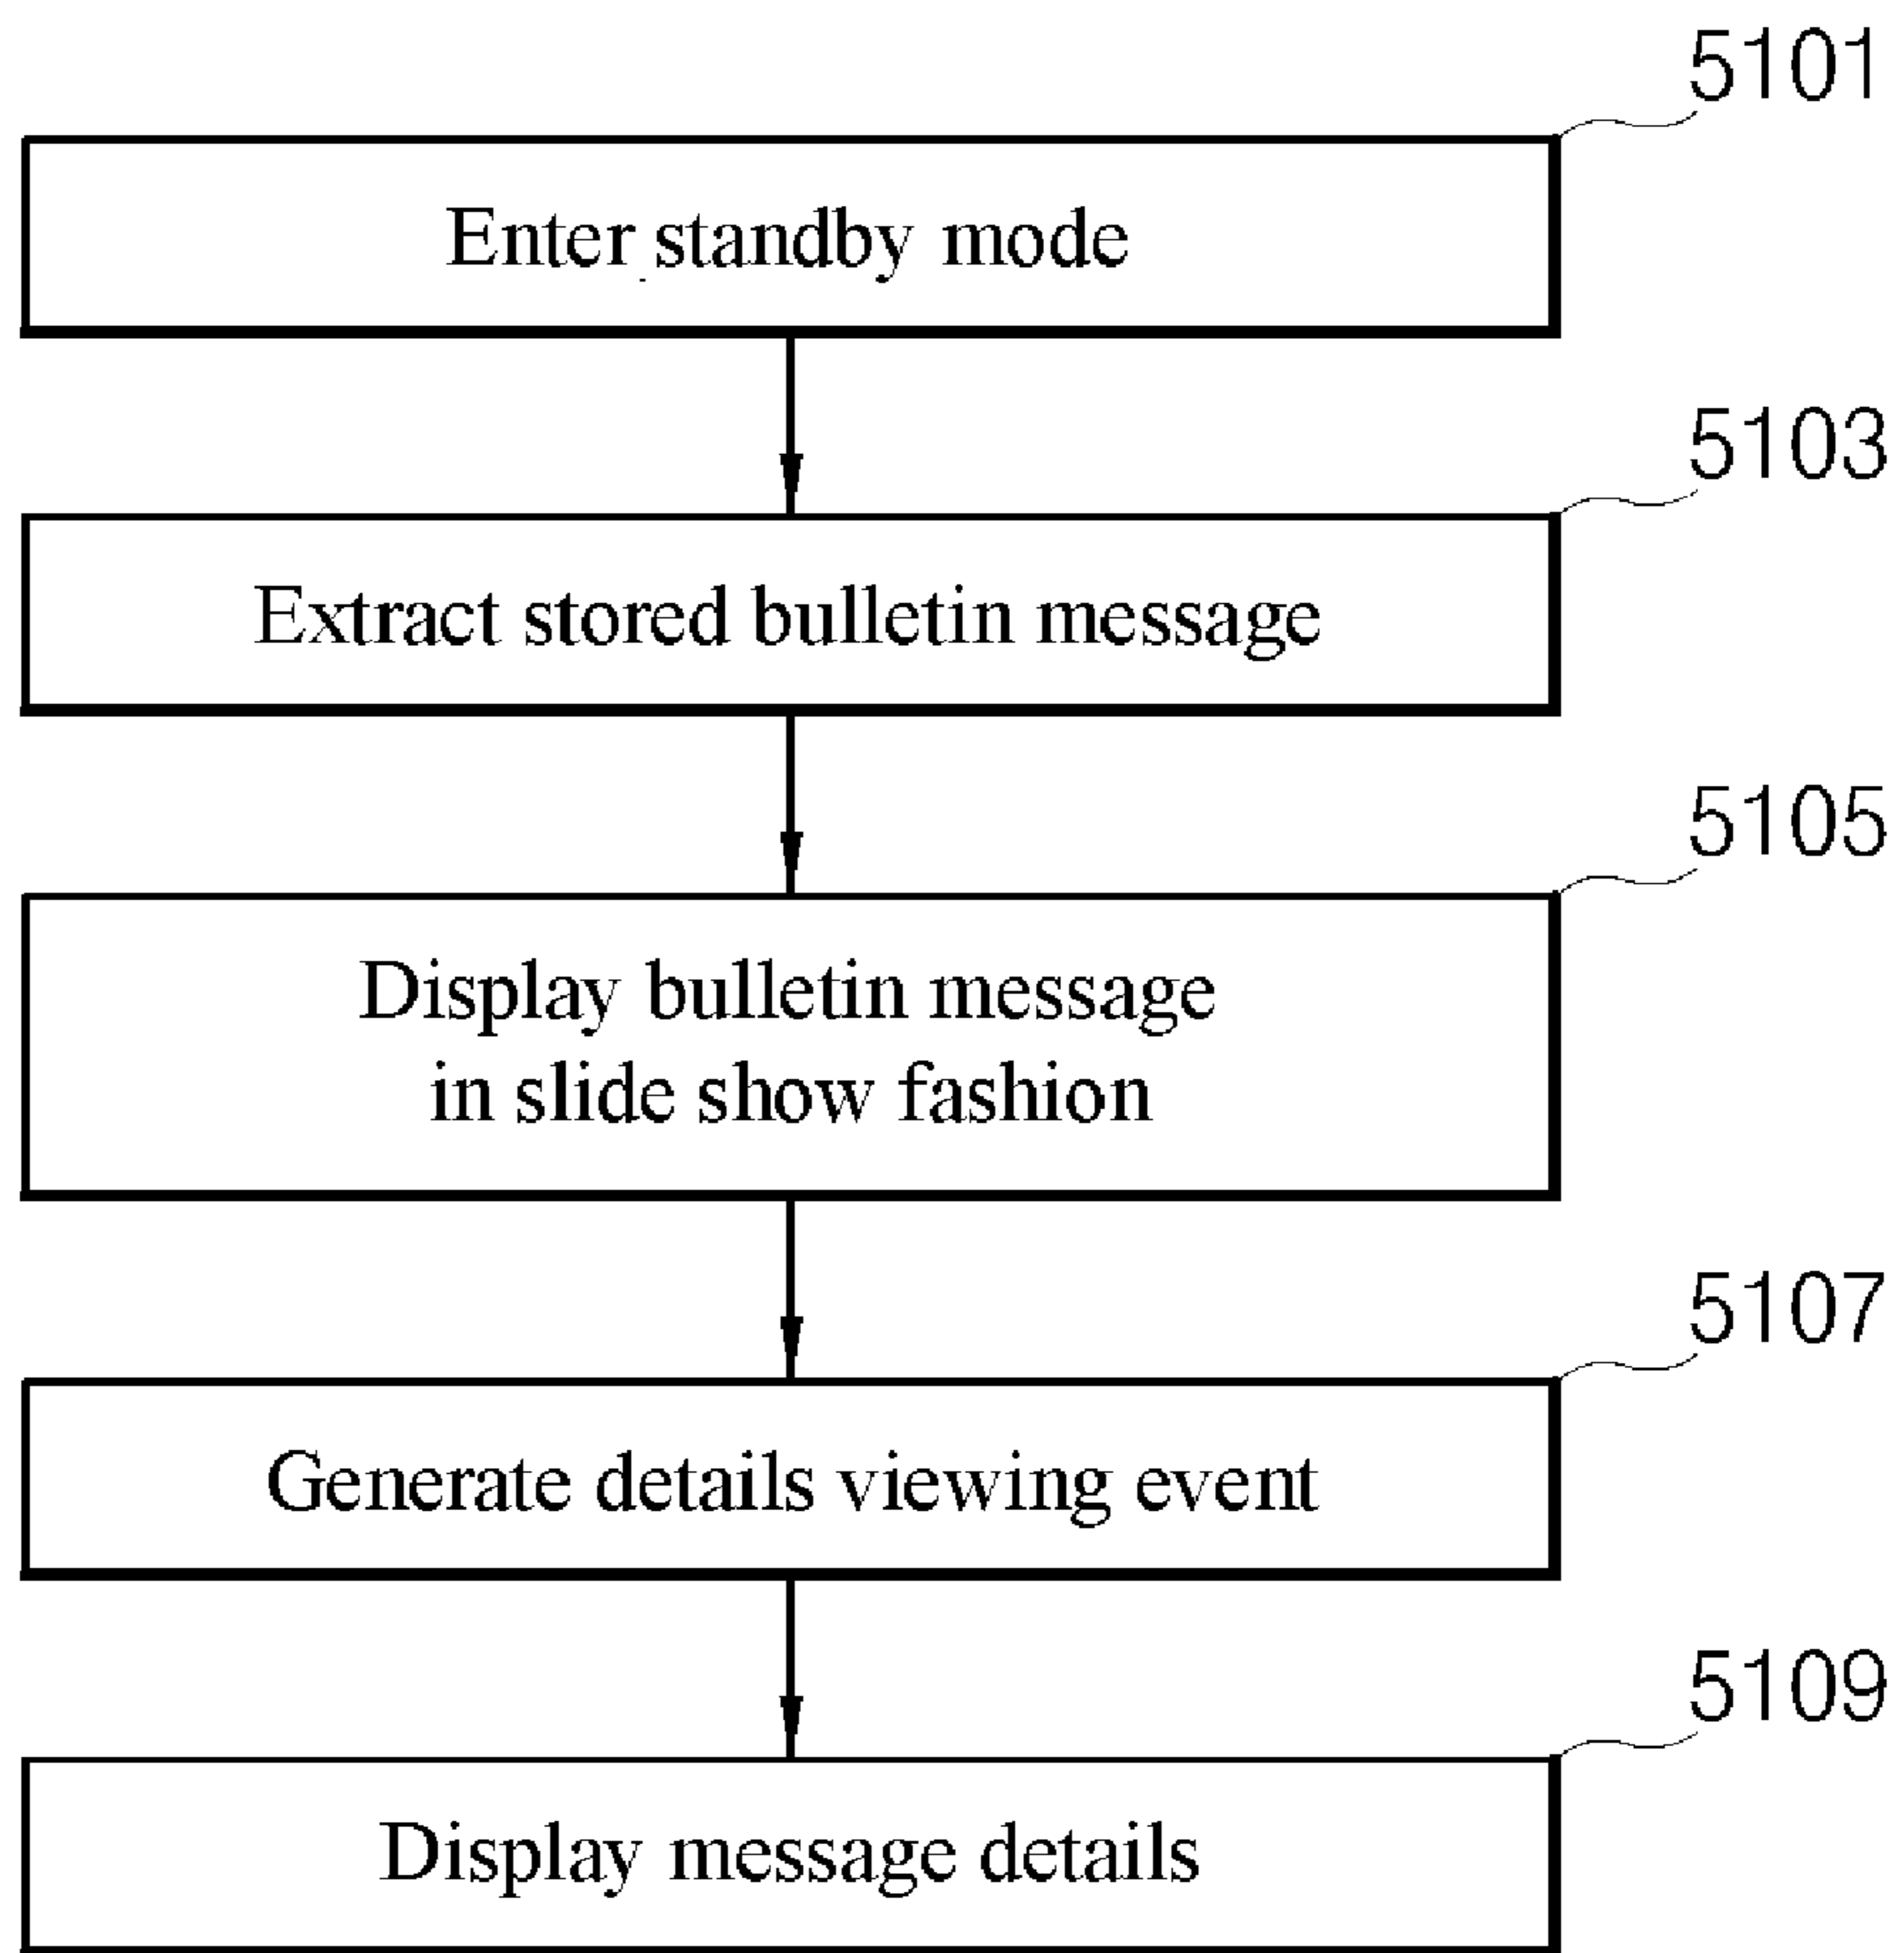 5101
Enter standby mode
5103
Extract stored bulletin message
5105
Display bulletin message
in slide show fashion
5107
Generate details viewing event
5109
Display message details